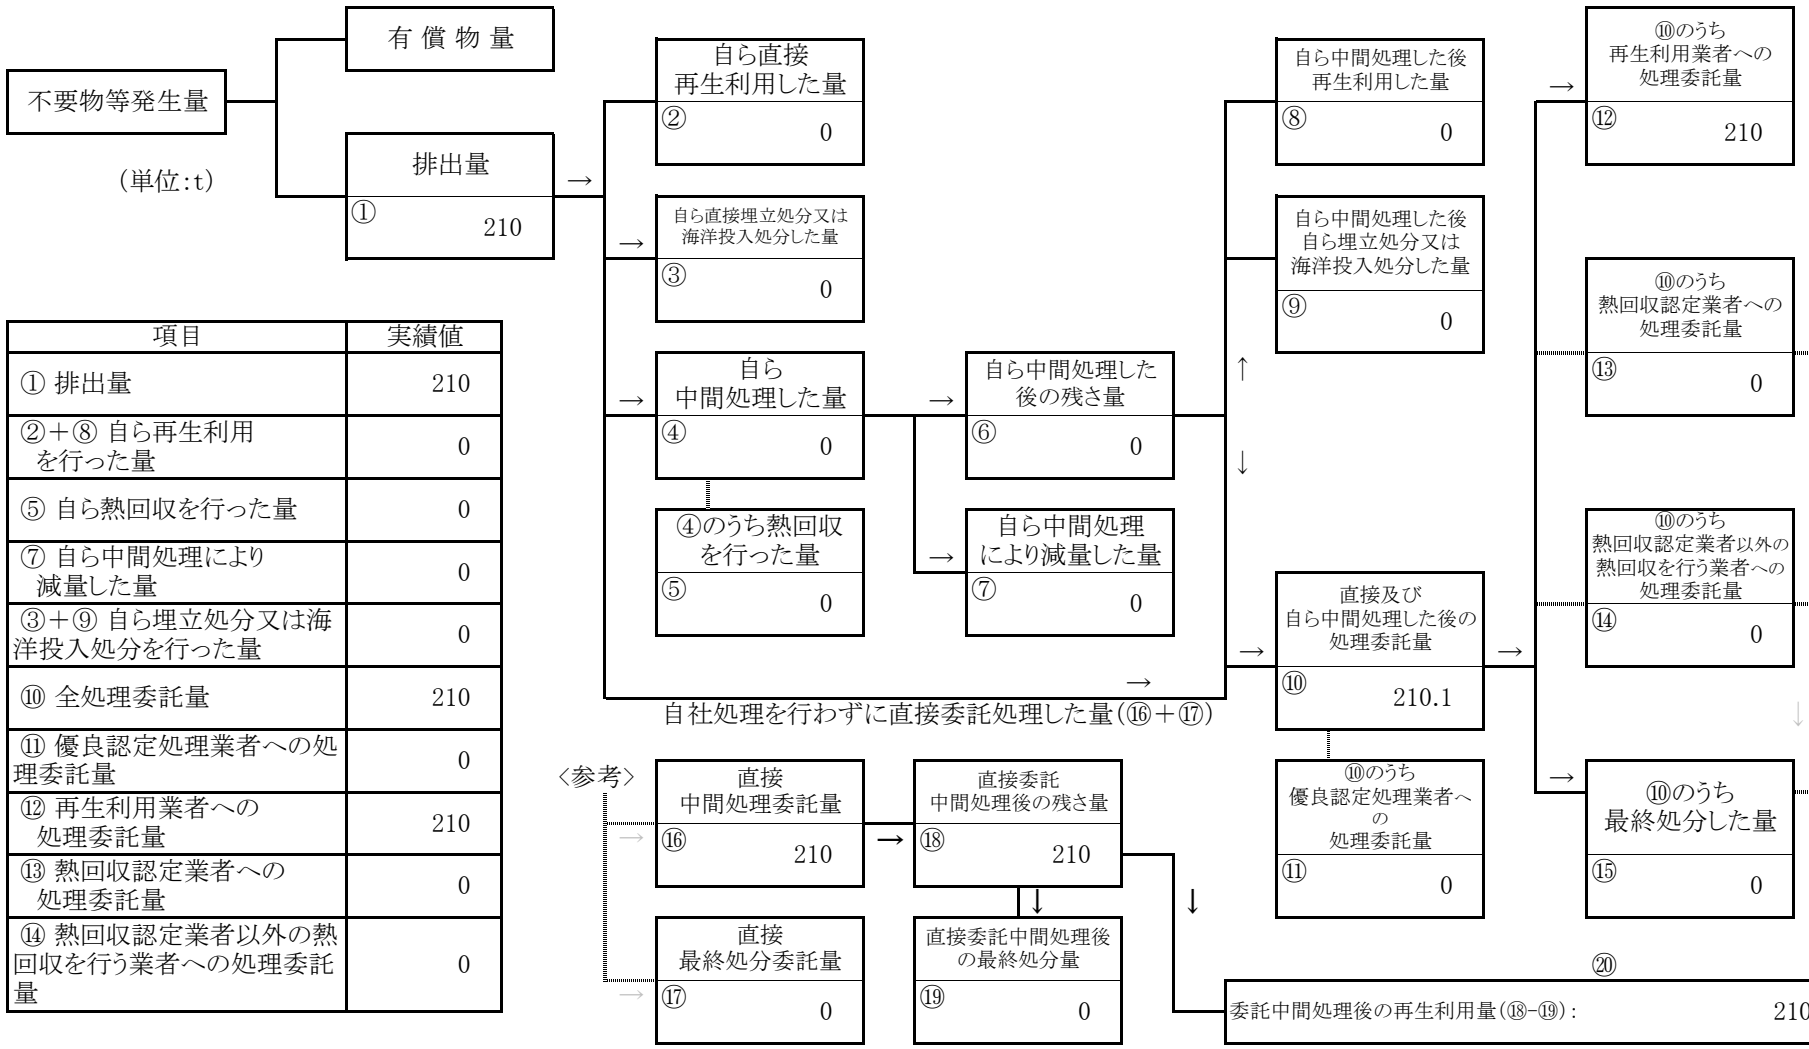 不要物等発生量
(単位:t)
有 償 物 量
排出量
①
210
→
自ら直接
再生利用した量
②
0
→
自ら直接埋立処分又は
海洋投入処分した量
③
0
→
自ら
中間処理した量
④
0
④のうち熱回収
を行った量
⑤
0
→
自ら中間処理した
後の残さ量
⑥
0
→
自ら中間処理
により減量した量
⑦
0
自ら中間処理した後
再生利用した量
⑧
0
自ら中間処理した後
自ら埋立処分又は
海洋投入処分した量
⑨
0
↑
↓
→
自社処理を行わずに直接委託処理した量(⑯+⑰)
→
直接及び
自ら中間処理した後の
処理委託量
⑩
210.1
⑩のうち
優良認定処理業者へ
の
処理委託量
⑪
0
→
→
⑩のうち
再生利用業者への
処理委託量
⑫
210
⑩のうち
熱回収認定業者への
処理委託量
⑬
0
⑩のうち
熱回収認定業者以外の
熱回収を行う業者への
処理委託量
⑭
0
↓
→
⑩のうち
最終処分した量
⑮
0
項目 実績値
① 排出量 210
②+⑧ 自ら再生利用
を行った量 0
⑤ 自ら熱回収を行った量 0
⑦ 自ら中間処理により
減量した量 0
③+⑨ 自ら埋立処分又は海
洋投入処分を行った量 0
⑩ 全処理委託量 210
⑪ 優良認定処理業者への処
理委託量 0
⑫ 再生利用業者への
処理委託量 210
⑬ 熱回収認定業者への
処理委託量 0
⑭ 熱回収認定業者以外の熱
回収を行う業者への処理委託
量 0
<参考>
→
直接
中間処理委託量
⑯
210
→
直接委託
中間処理後の残さ量
⑱
210
→
直接
最終処分委託量
⑰
0
↓
直接委託中間処理後
の最終処分量
⑲
0
↓
⑳
委託中間処理後の再生利用量(⑱-⑲): 210